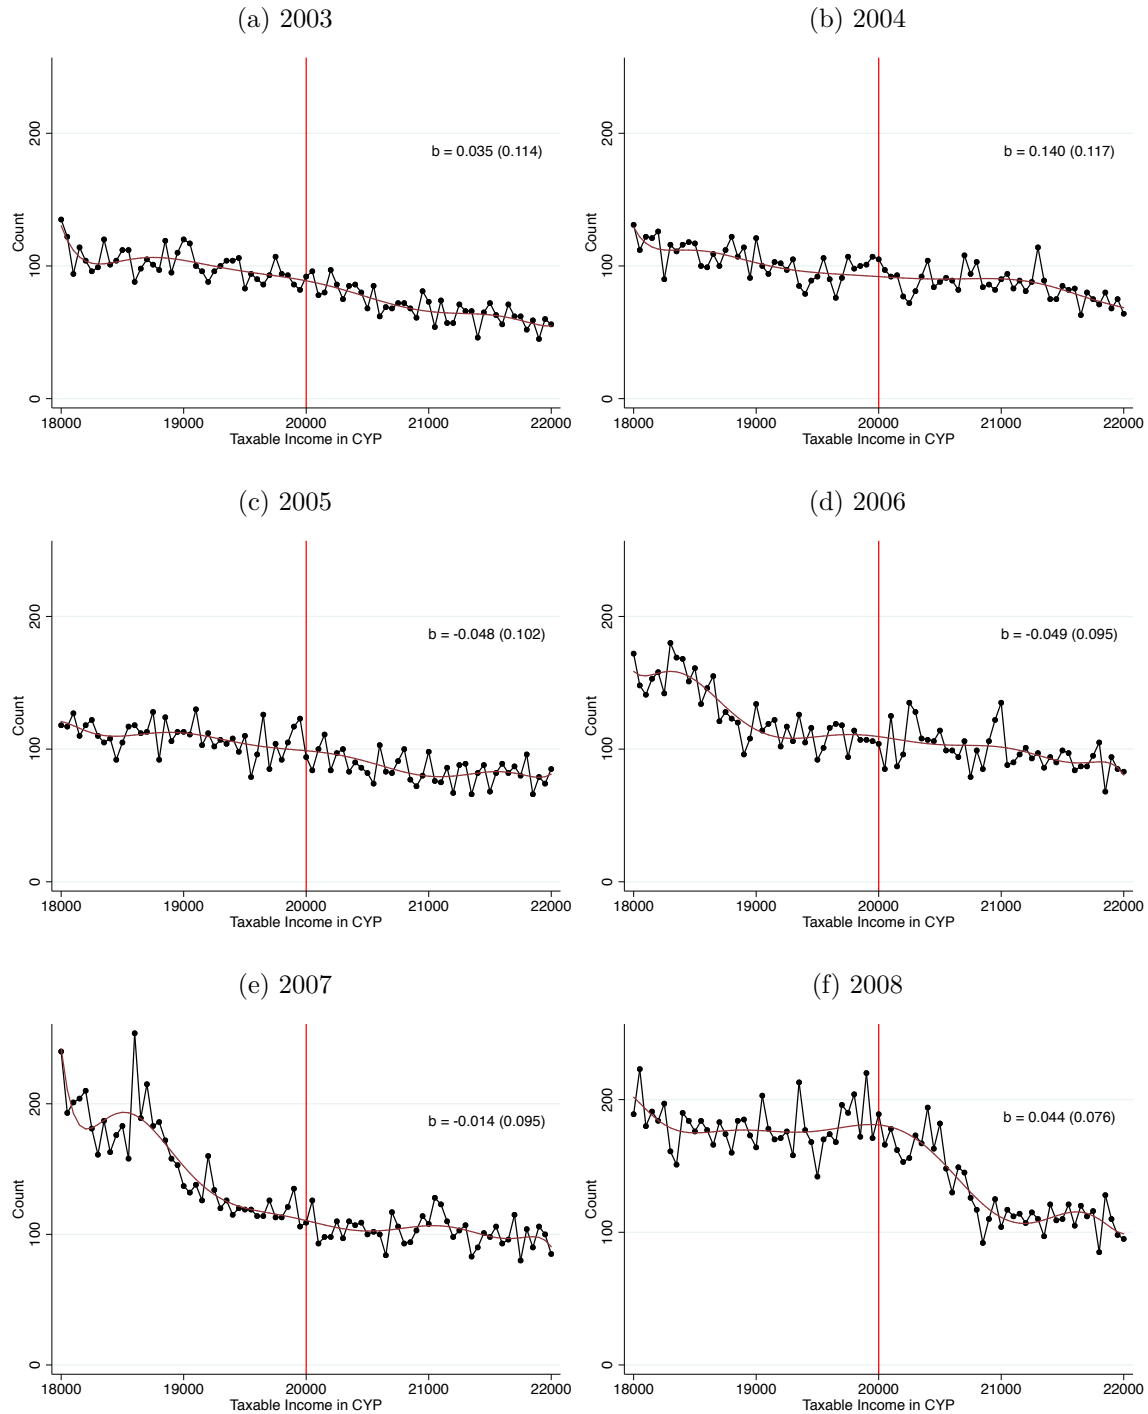 (a) 2003
200
100
0
Count
b = 0.035 (0.114)
18000 19000 20000 21000 22000
Taxable Income in CYP
(b) 2004
200
100
0
Count
b = 0.140 (0.117)
18000 19000 20000 21000 22000
Taxable Income in CYP
(c) 2005
200
100
0
Count
b = -0.048 (0.102)
18000 19000 20000 21000 22000
Taxable Income in CYP
(d) 2006
200
100
0
Count
b = -0.049 (0.095)
18000 19000 20000 21000 22000
Taxable Income in CYP
(e) 2007
200
100
0
Count
b = -0.014 (0.095)
18000 19000 20000 21000 22000
Taxable Income in CYP
(f) 2008
200
100
0
Count
b = 0.044 (0.076)
18000 19000 20000 21000 22000
Taxable Income in CYP